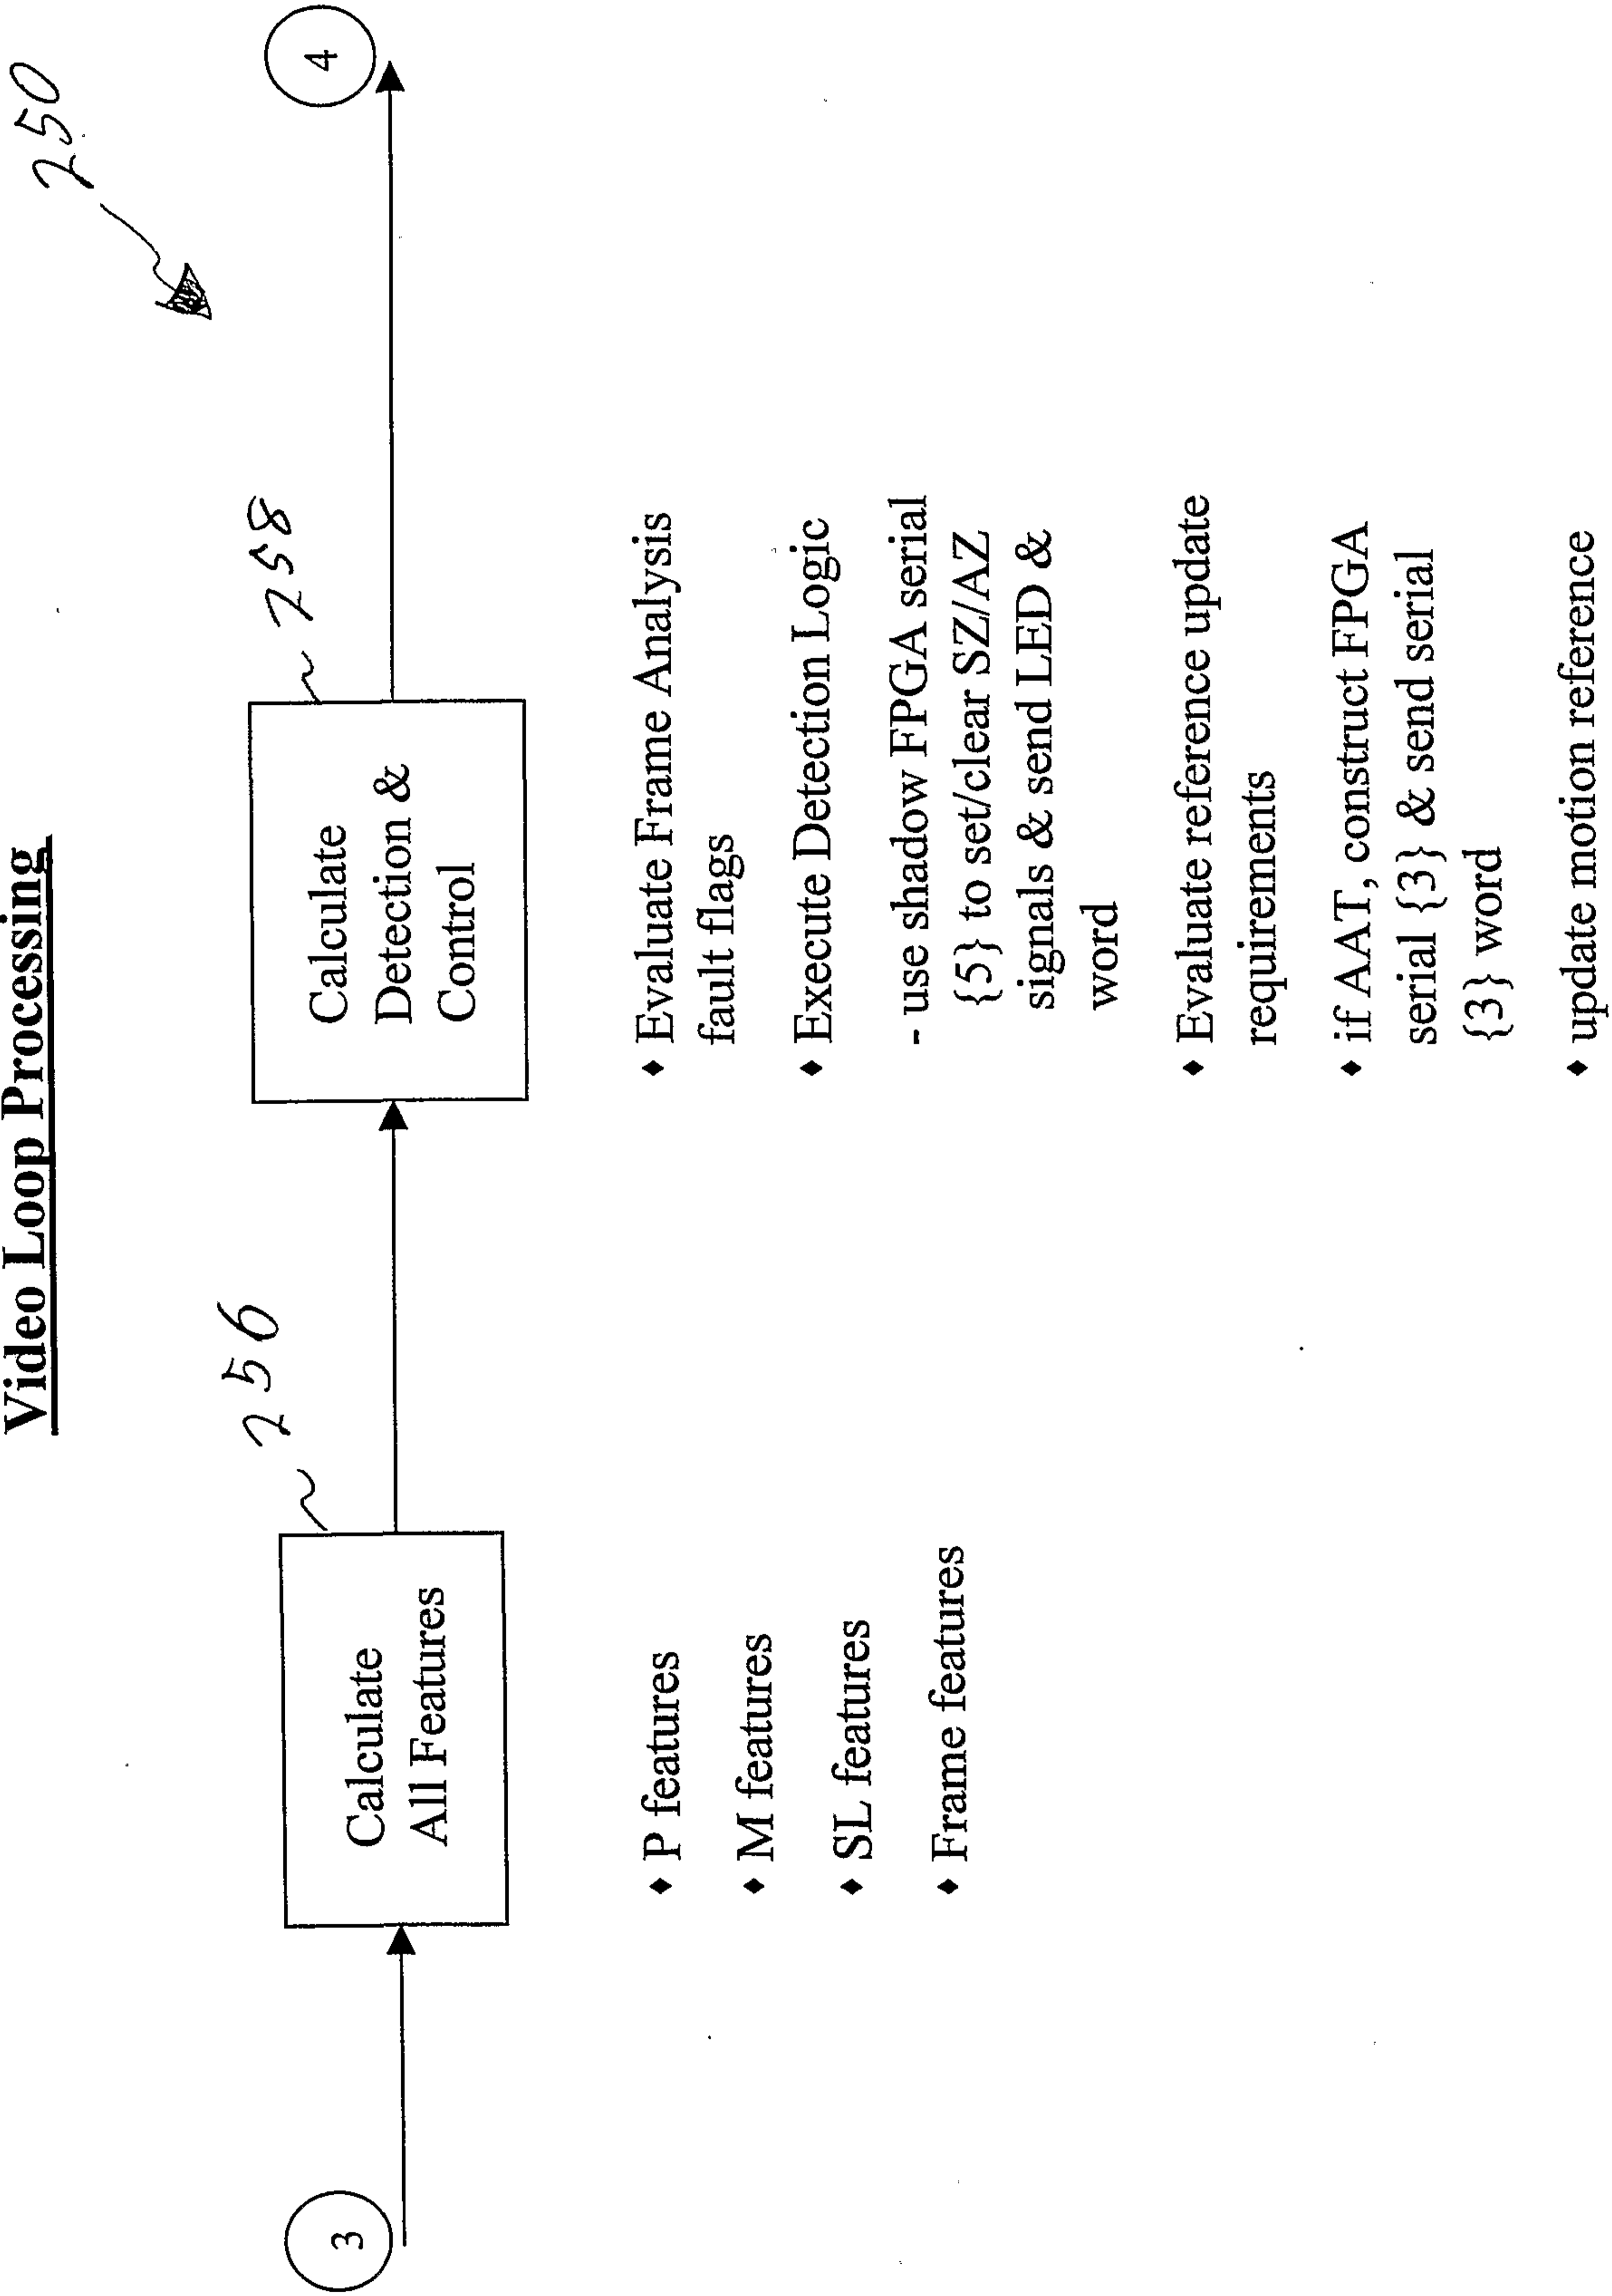 Video Loop Processing
250
3
256
Calculate
All Features
♦ P features
♦ M features
♦ SL features
♦ Frame features
258
Calculate
Detection &
Control
♦ Evaluate Frame Analysis
fault flags
♦ Execute Detection Logic
- use shadow FPGA serial
{5} to set/clear SZ/AZ
signals & send LED &
word
♦ Evaluate reference update
requirements
♦ if AAT, construct FPGA
serial {3} & send serial
{3} word
♦ update motion reference
4